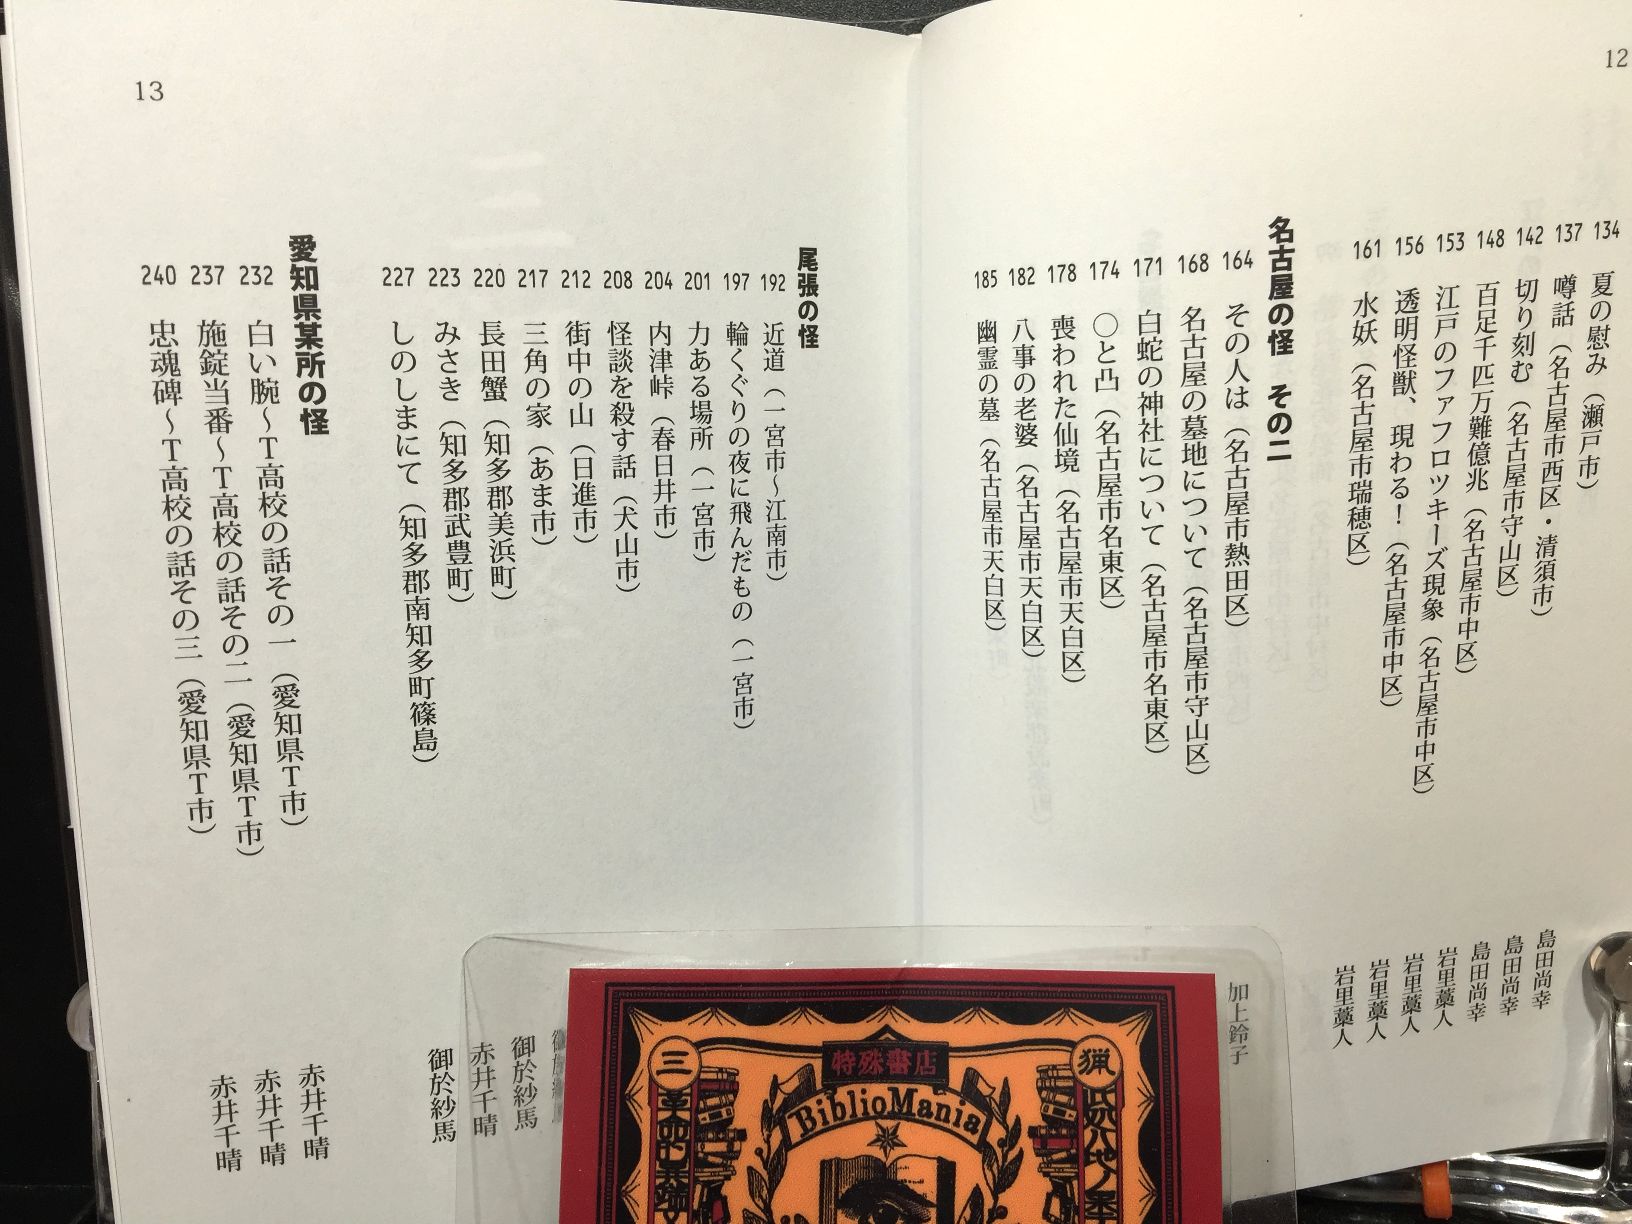 12
134 夏の慰み（瀬戸市） 島田尚幸
137 噂話（名古屋市西区・清須市） 島田尚幸
142 切り刻む（名古屋市守山区） 島田尚幸
148 百足千匹万難億兆（名古屋市中区） 岩里藁人
153 江戸のファフロツキーズ現象（名古屋市中区） 岩里藁人
156 透明怪獣、現わる！（名古屋市中区） 岩里藁人
161 水妖（名古屋市瑞穂区） 岩里藁人
名古屋の怪 その二
164 その人は（名古屋市熱田区） 加上鈴子
168 名古屋の墓地について（名古屋市守山区）
171 白蛇の神社について（名古屋市名東区）
174 〇と凸（名古屋市名東区）
178 喪われた仙境（名古屋市天白区）
182 八事の老婆（名古屋市天白区）
185 幽霊の墓（名古屋市天白区）
13
尾張の怪
192 近道（一宮市〜江南市）
197 輪くぐりの夜に飛んだもの（一宮市）
201 力ある場所（一宮市）
204 内津峠（春日井市）
208 怪談を殺す話（犬山市）
212 街中の山（日進市）
217 三角の家（あま市）
220 長田蟹（知多郡美浜町） 御於紗馬
223 みさき（知多郡武豊町） 赤井千晴
227 しのしまにて（知多郡南知多町篠島） 御於紗馬
愛知県某所の怪
232 白い腕〜T高校の話その一（愛知県T市） 赤井千晴
237 施錠当番〜T高校の話その二（愛知県T市） 赤井千晴
240 忠魂碑〜T高校の話その三（愛知県T市） 赤井千晴
特殊書店
BiblioMania
猟
三